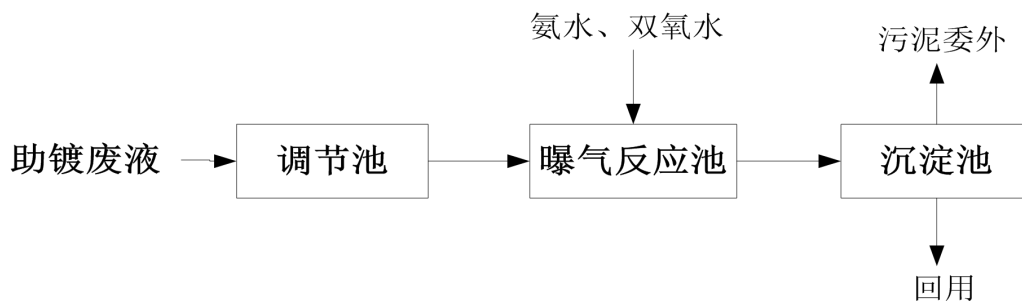 氨水、双氧水
污泥委外
助镀废液
调节池
曝气反应池
沉淀池
回用